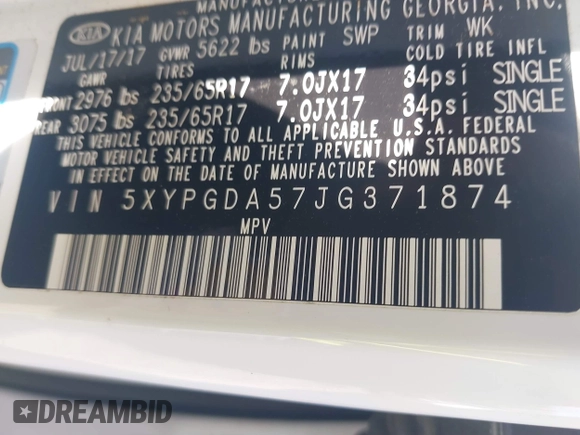 MANUFACTURED
KIA KIA MOTORS MANUFACTURING GEORGIA, INC.
JUL/17/17 GVWR 5622 lbs PAINT SWP TRIM WK
GAWR TIRES RIMS COLD TIRE INFL
FRONT 2976 lbs 235/65R17 7.0JX17 34psi SINGLE
REAR 3075 lbs 235/65R17 7.0JX17 34psi SINGLE
THIS VEHICLE CONFORMS TO ALL APPLICABLE U.S.A. FEDERAL
MOTOR VEHICLE SAFETY AND THEFT PREVENTION STANDARDS
IN EFFECT ON THE DATE OF MANUFACTURE SHOWN ABOVE
VIN 5XYPGDA57JG371874
MPV
DREAMBID